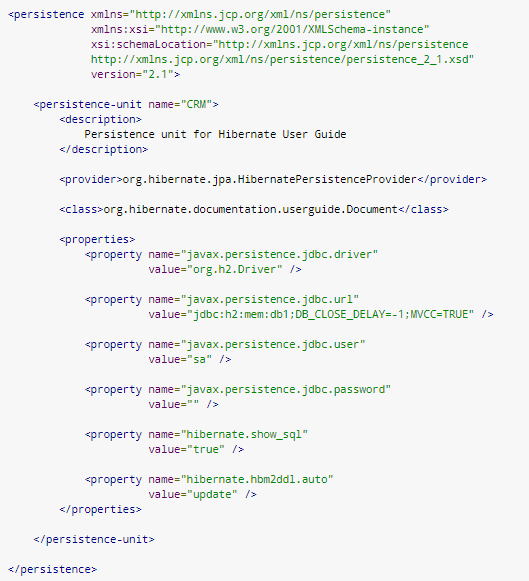 <persistence xmlns="http://xmlns.jcp.org/xml/ns/persistence"
             xmlns:xsi="http://www.w3.org/2001/XMLSchema-instance"
             xsi:schemaLocation="http://xmlns.jcp.org/xml/ns/persistence
             http://xmlns.jcp.org/xml/ns/persistence/persistence_2_1.xsd"
             version="2.1">
    <persistence-unit name="CRM">
        <description>
            Persistence unit for Hibernate User Guide
        </description>
        <provider>org.hibernate.jpa.HibernatePersistenceProvider</provider>
        <class>org.hibernate.documentation.userguide.Document</class>
        <properties>
            <property name="javax.persistence.jdbc.driver"
                      value="org.h2.Driver" />
            <property name="javax.persistence.jdbc.url"
                      value="jdbc:h2:mem:db1;DB_CLOSE_DELAY=-1;MVCC=TRUE" />
            <property name="javax.persistence.jdbc.user"
                      value="sa" />
            <property name="javax.persistence.jdbc.password"
                      value="" />
            <property name="hibernate.show_sql"
                      value="true" />
            <property name="hibernate.hbm2ddl.auto"
                      value="update" />
        </properties>
    </persistence-unit>
</persistence>